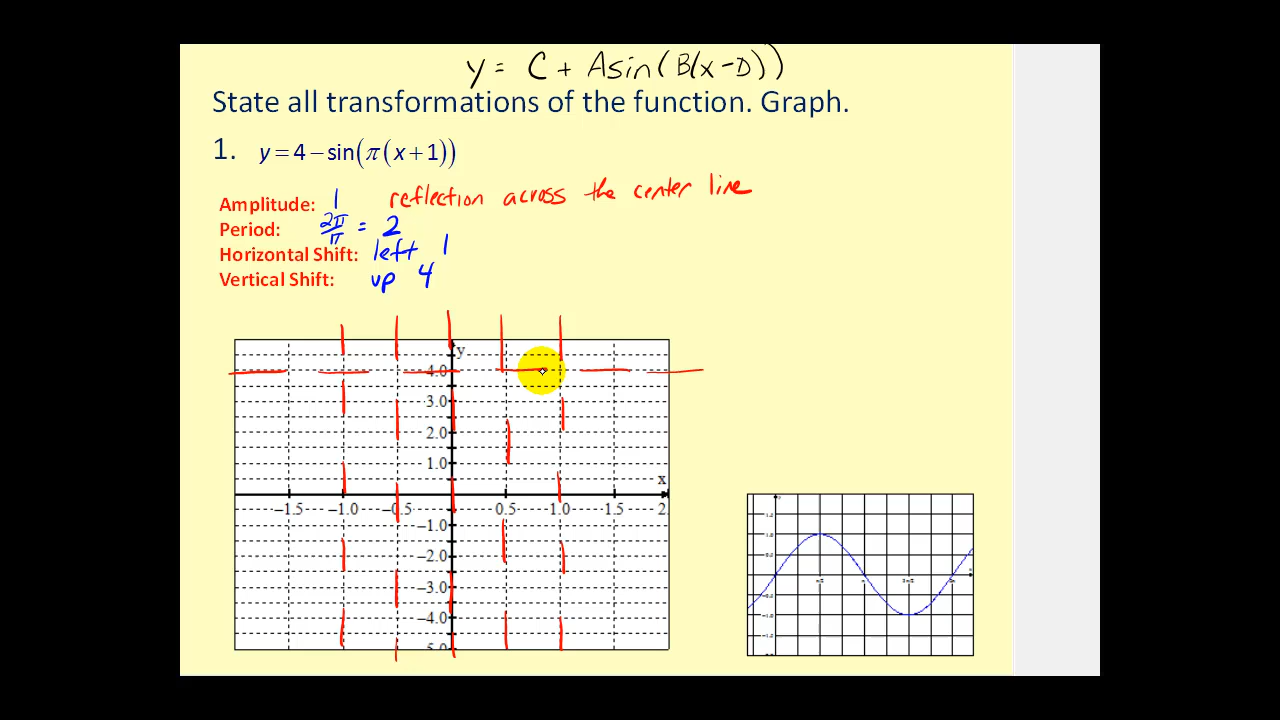 y = C + A sin(B(x-D))
State all transformations of the function. Graph.
1. y = 4 − sin(π(x + 1))
Amplitude: 1 reflection across the center line
Period: 2π/π = 2
Horizontal Shift: left 1
Vertical Shift: up 4
y
4.0
3.0
2.0
1.0
x
−1.5 −1.0 −0.5 0.5 1.0 1.5 2.
−1.0
−2.0
−3.0
−4.0
5.0